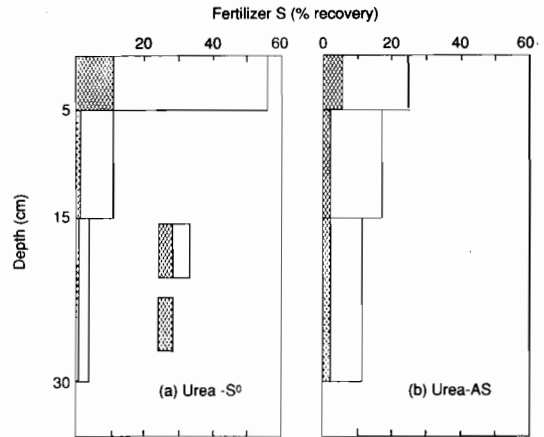 Fertilizer S (% recovery)
20 40 60
0 20 40 60
5
15
30
Depth (cm)
(a) Urea -S⁰
(b) Urea-AS